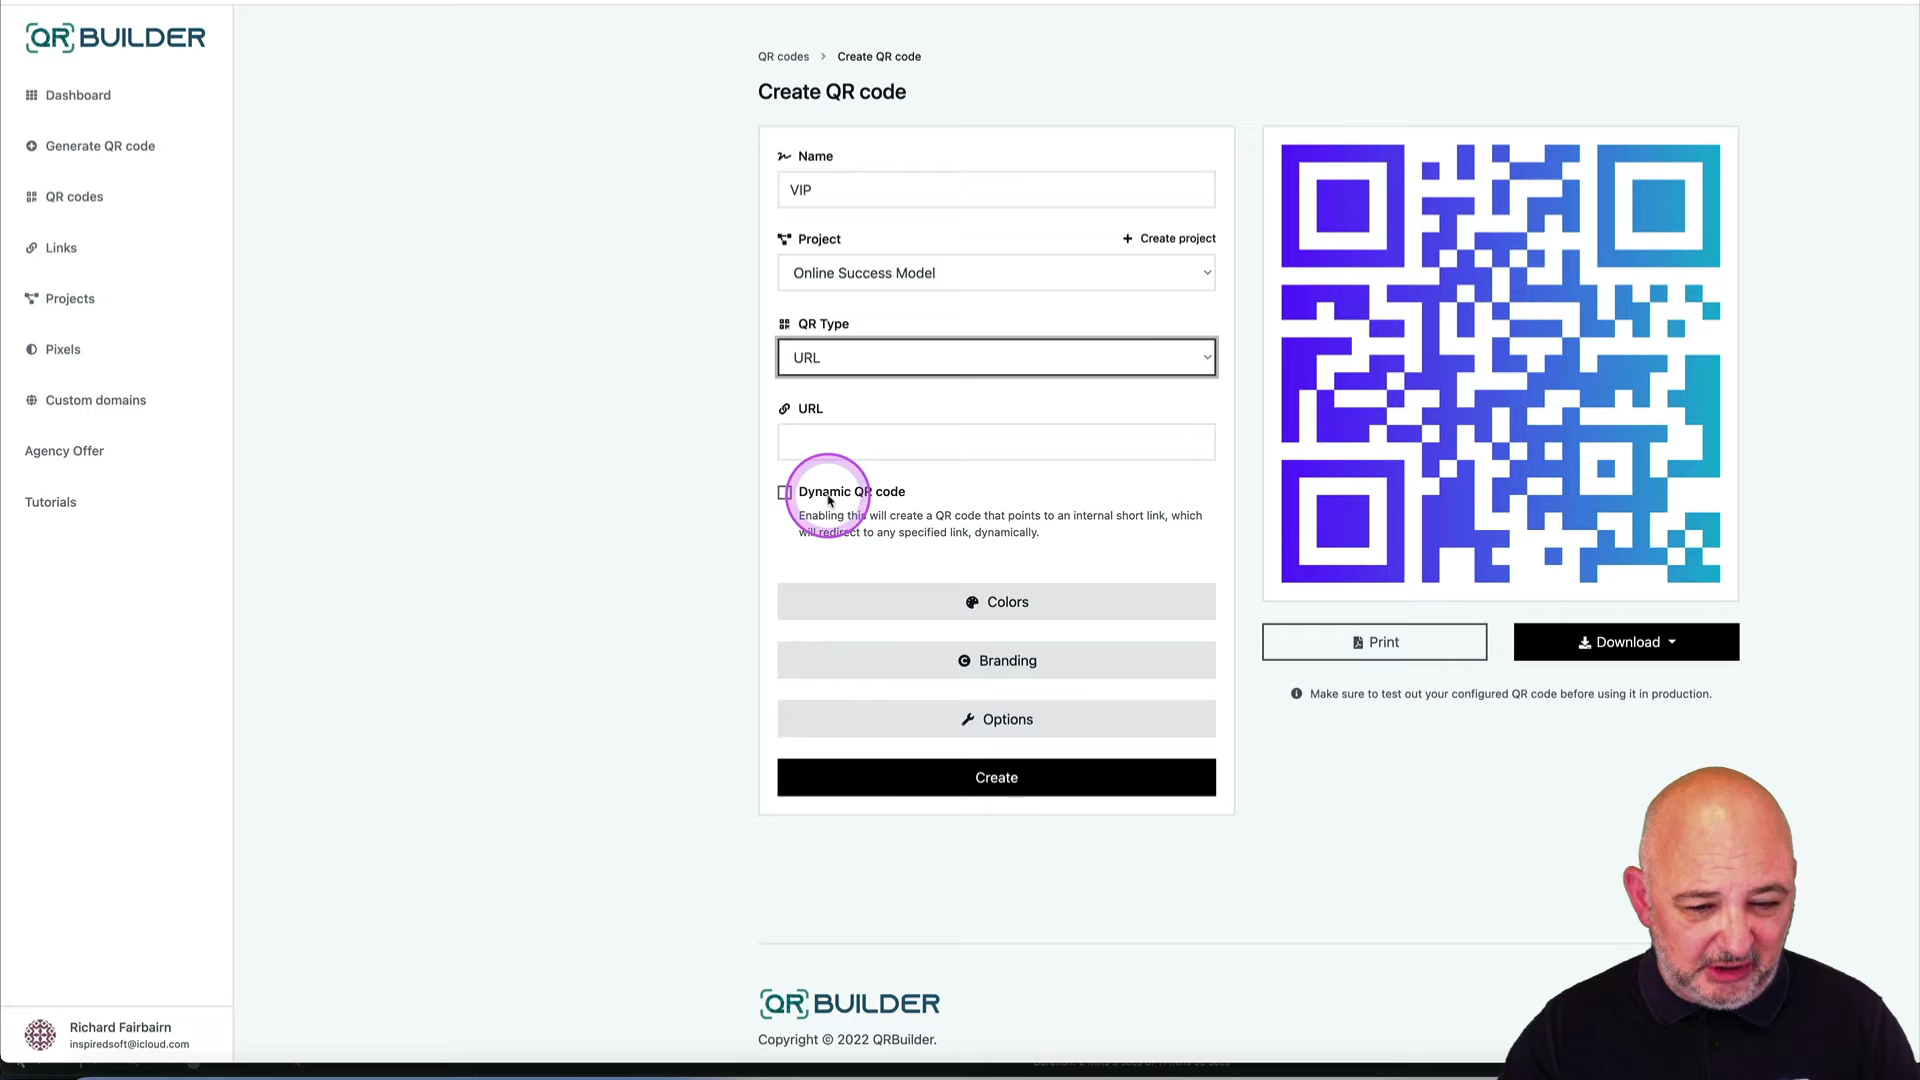 QR BUILDER
Dashboard
Generate QR code
QR codes
Links
Projects
Pixels
Custom domains
Agency Offer
Tutorials
Richard Fairbairn
inspiredsoft@icloud.com
QR codes > Create QR code
Create QR code
Name
VIP
Project
+ Create project
Online Success Model
QR Type
URL
URL
Dynamic QR code
Enabling this will create a QR code that points to an internal short link, which
will redirect to any specified link, dynamically.
Colors
Branding
Options
Create
Print
Download
Make sure to test out your configured QR code before using it in production.
QR BUILDER
Copyright © 2022 QRBuilder.